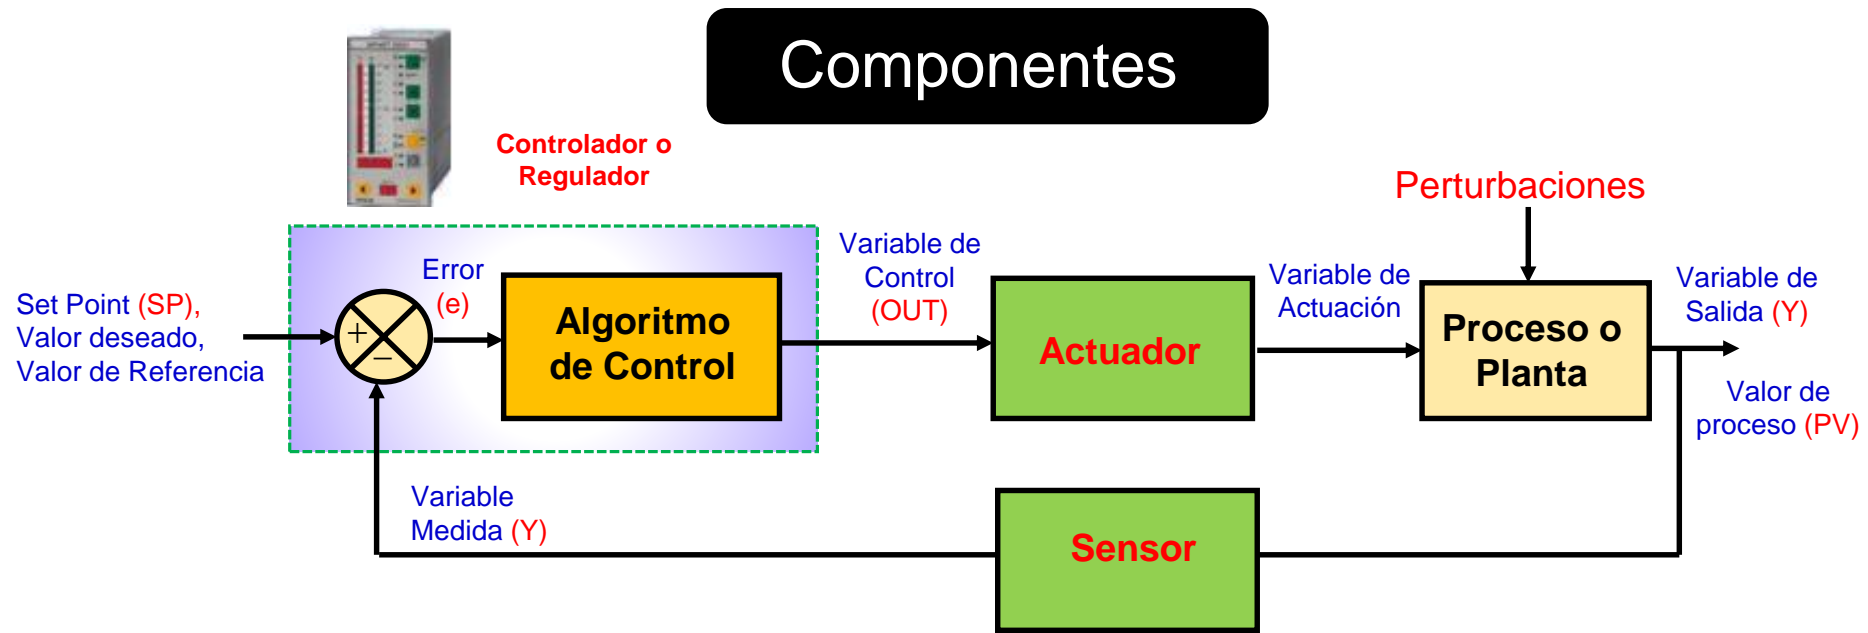 Componentes
Controlador o
Regulador
Perturbaciones
Set Point (SP),
Valor deseado,
Valor de Referencia
+
−
Error
(e)
Algoritmo
de Control
Variable de
Control
(OUT)
Actuador
Variable de
Actuación
Proceso o
Planta
Variable de
Salida (Y)
Valor de
proceso (PV)
Variable
Medida (Y)
Sensor